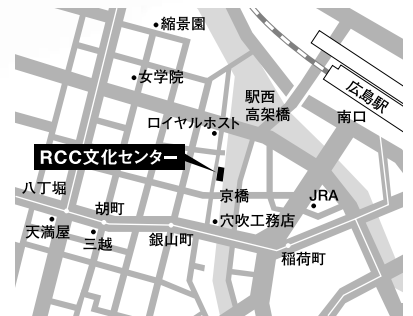 縮景園
女学院
広島駅
駅西
高架橋
南口
ロイヤルホスト
RCC文化センター
八丁堀
胡町
京橋
JRA
天満屋
三越
銀山町
穴吹工務店
稲荷町